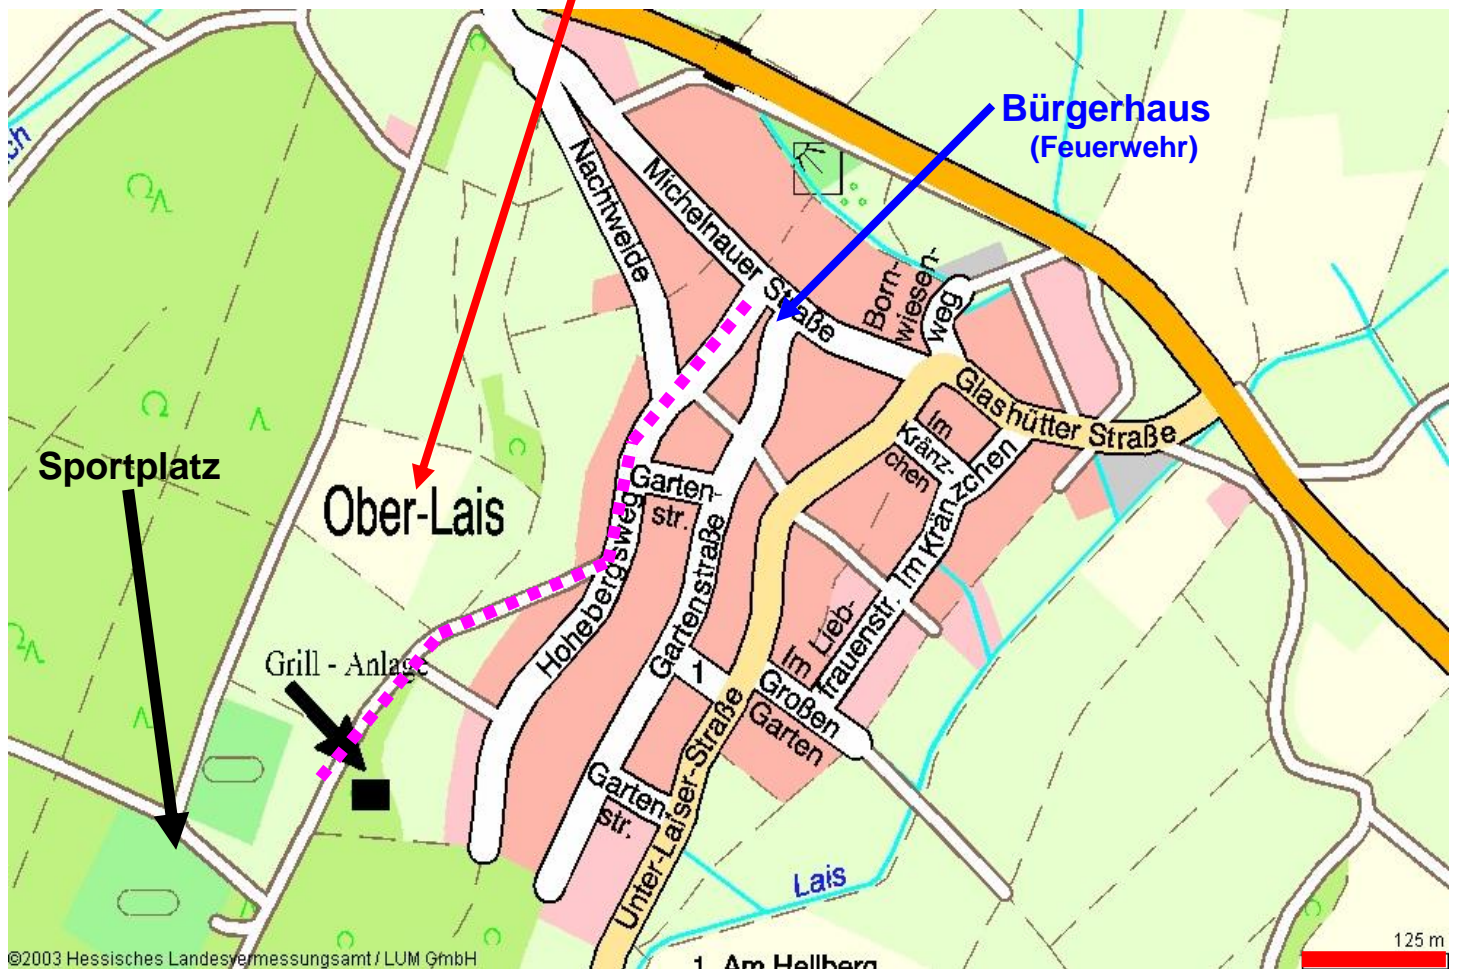 ch
Bürgerhaus
(Feuerwehr)
Nachtweide
Michelnauer Straße
Born-
wiesen-
weg
Glashütter Straße
Im
Kränz-
chen
Sportplatz
Ober-Lais
Garten-
str.
Im Kränzchen
Hohebergsweg
Gartenstraße
Im Lieb-
frauenstr.
Grill - Anlage
1
Großen
Garten
Unter-Laiser-Straße
Garten-
str.
Lais
125 m
©2003 Hessisches Landesvermessungsamt / LUM GmbH
1 Am Hellberg